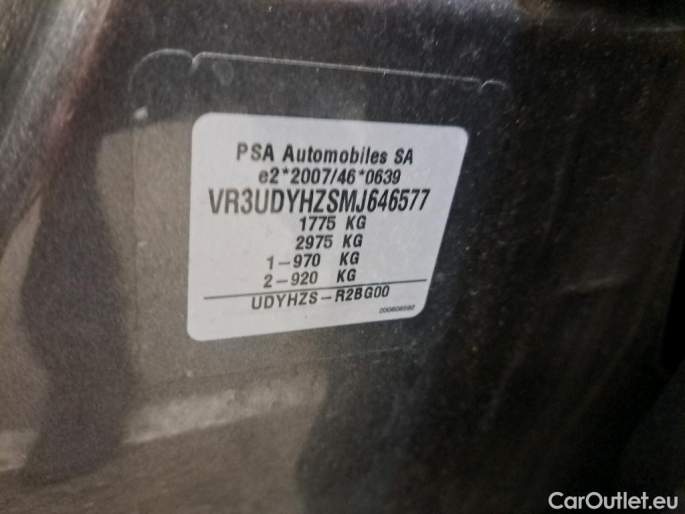 PSA Automobiles SA
e2*2007/46*0639
VR3UDYHZSMJ646577
1775 KG
2975 KG
1-970 KG
2-920 KG
UDYHZS-R2BG00
CarOutlet.eu